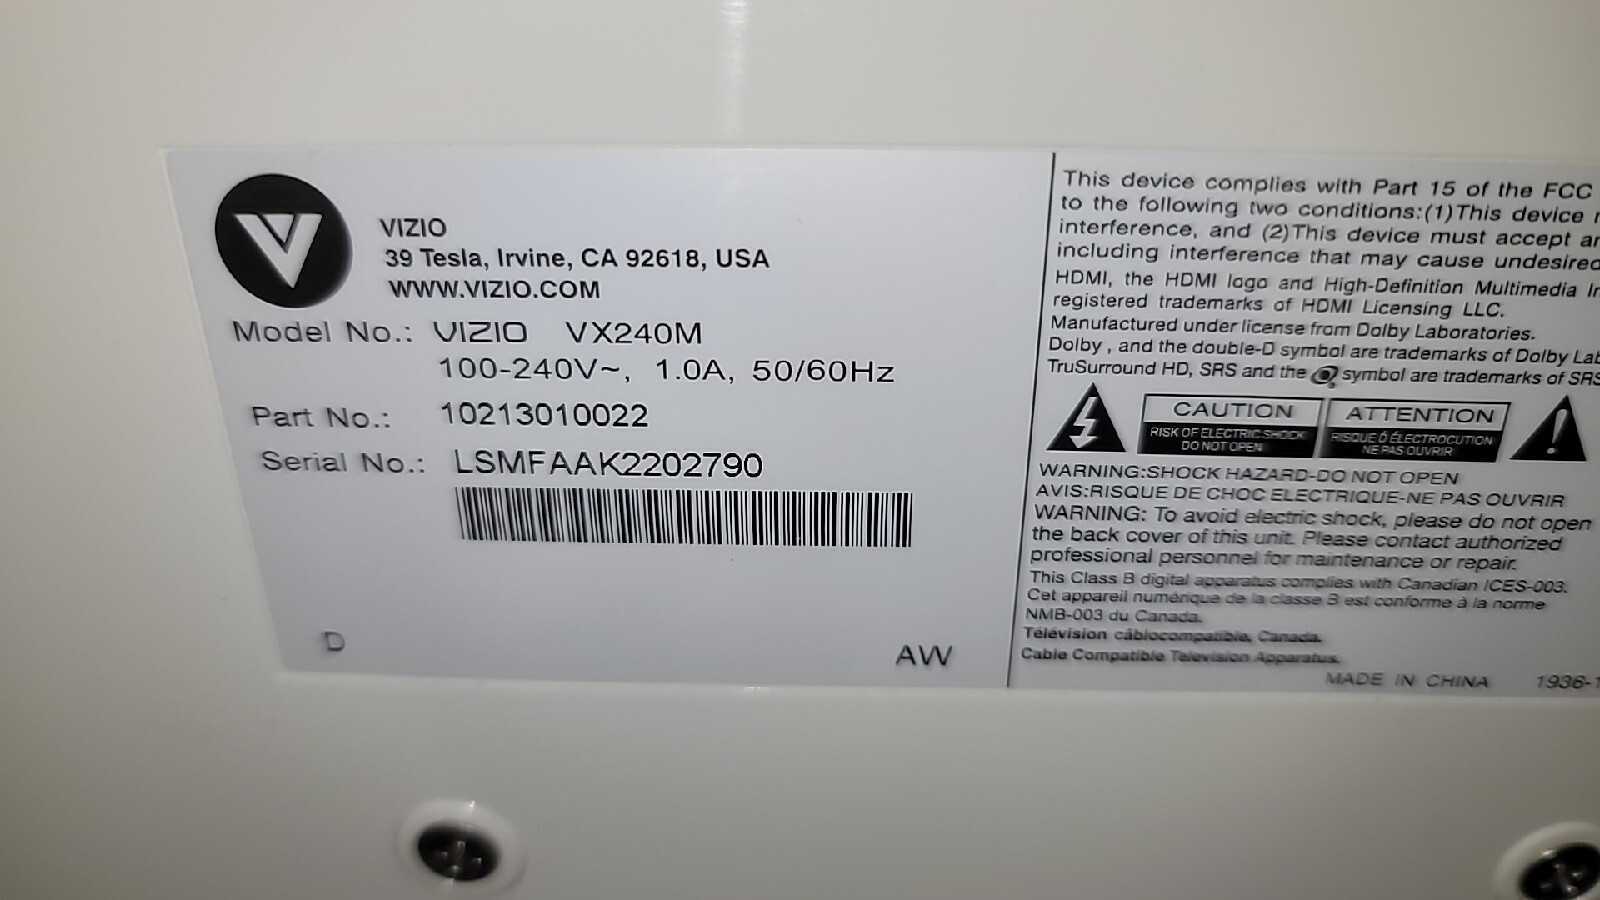 VIZIO
39 Tesla, Irvine, CA 92618, USA
WWW.VIZIO.COM
Model No.: VIZIO VX240M
100-240V~, 1.0A, 50/60Hz
Part No.: 10213010022
Serial No.: LSMFAAK2202790
D
AW
This device complies with Part 15 of the FCC
to the following two conditions:(1)This device
interference, and (2)This device must accept
including interference that may cause undesired
HDMI, the HDMI logo and High-Definition Multimedia
registered trademarks of HDMI Licensing LLC.
Manufactured under license from Dolby Laboratories.
Dolby, and the double-D symbol are trademarks of Dolby
TruSurround HD, SRS and the symbol are trademarks of SRS
CAUTION
RISK OF ELECTRIC SHOCK
DO NOT OPEN
ATTENTION
RISQUE D ÉLECTROCUTION
NE PAS OUVRIR
WARNING:SHOCK HAZARD-DO NOT OPEN
AVIS:RISQUE DE CHOC ELECTRIQUE-NE PAS OUVRIR
WARNING: To avoid electric shock, please do not open
the back cover of this unit. Please contact authorized
professional personnel for maintenance or repair.
This Class B digital apparatus complies with Canadian ICES-003.
Cet appareil numérique de la classe B est conforme à la norme
NMB-003 du Canada.
Télévision câblocompatible, Canada.
Cable Compatible Television Apparatus.
MADE IN CHINA